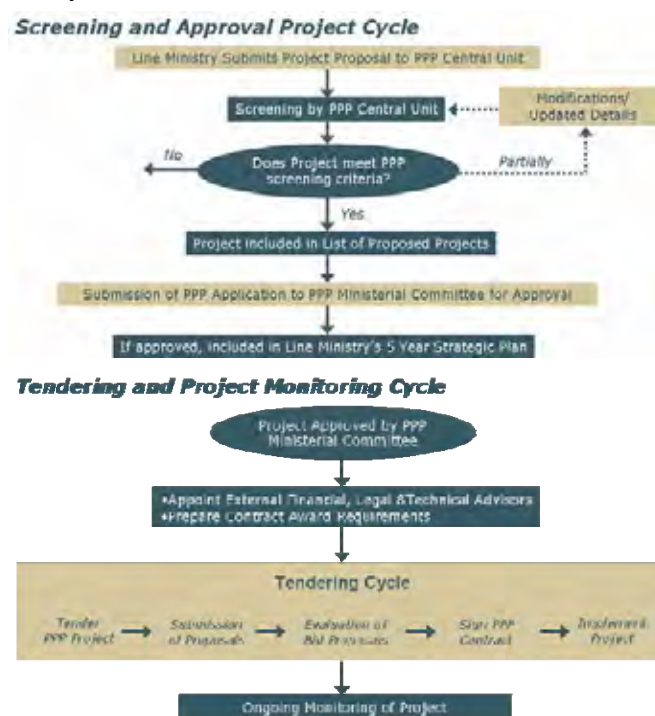 Screening and Approval Project Cycle
Line Ministry Submits Project Proposal to PPP Central Unit
Screening by PPP Central Unit
Modifications/
Updated Details
No
Does Project meet PPP
screening criteria?
Partially
Yes
Project included in List of Proposed Projects
Submission of PPP Application to PPP Ministerial Committee for Approval
If approved, included in Line Ministry's 5 Year Strategic Plan
Tendering and Project Monitoring Cycle
Project Approved by PPP
Ministerial Committee
•Appoint External Financial, Legal &Technical Advisors
•Prepare Contract Award Requirements
Tendering Cycle
Tender
PPP Project
Submission
of Proposals
Evaluation of
Bid Proposals
Sign PPP
Contract
Implement
Project
Ongoing Monitoring of Project